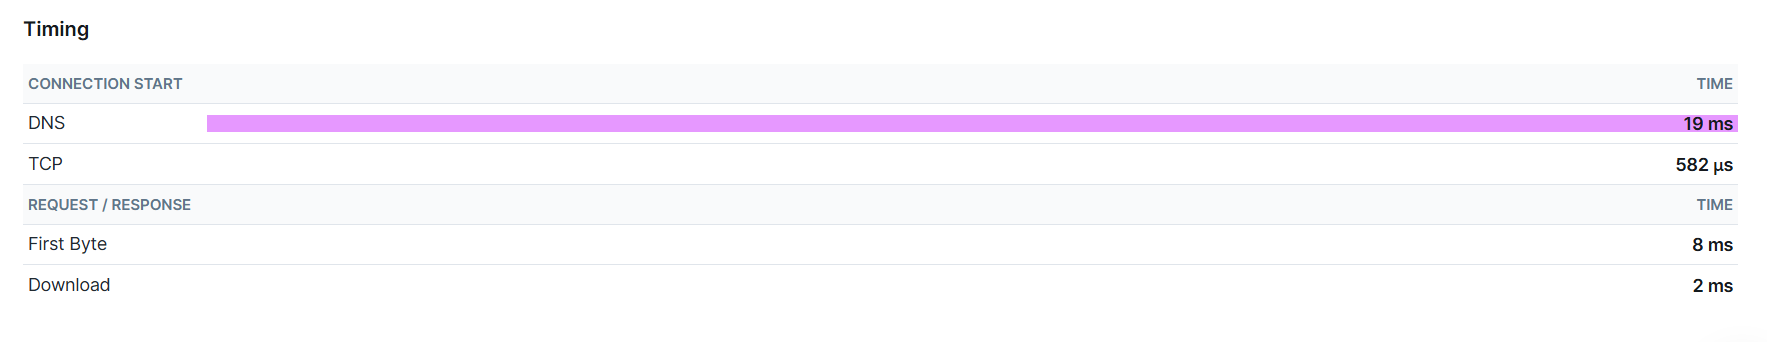 Timing
CONNECTION START TIME
DNS 19 ms
TCP 582 µs
REQUEST / RESPONSE TIME
First Byte 8 ms
Download 2 ms